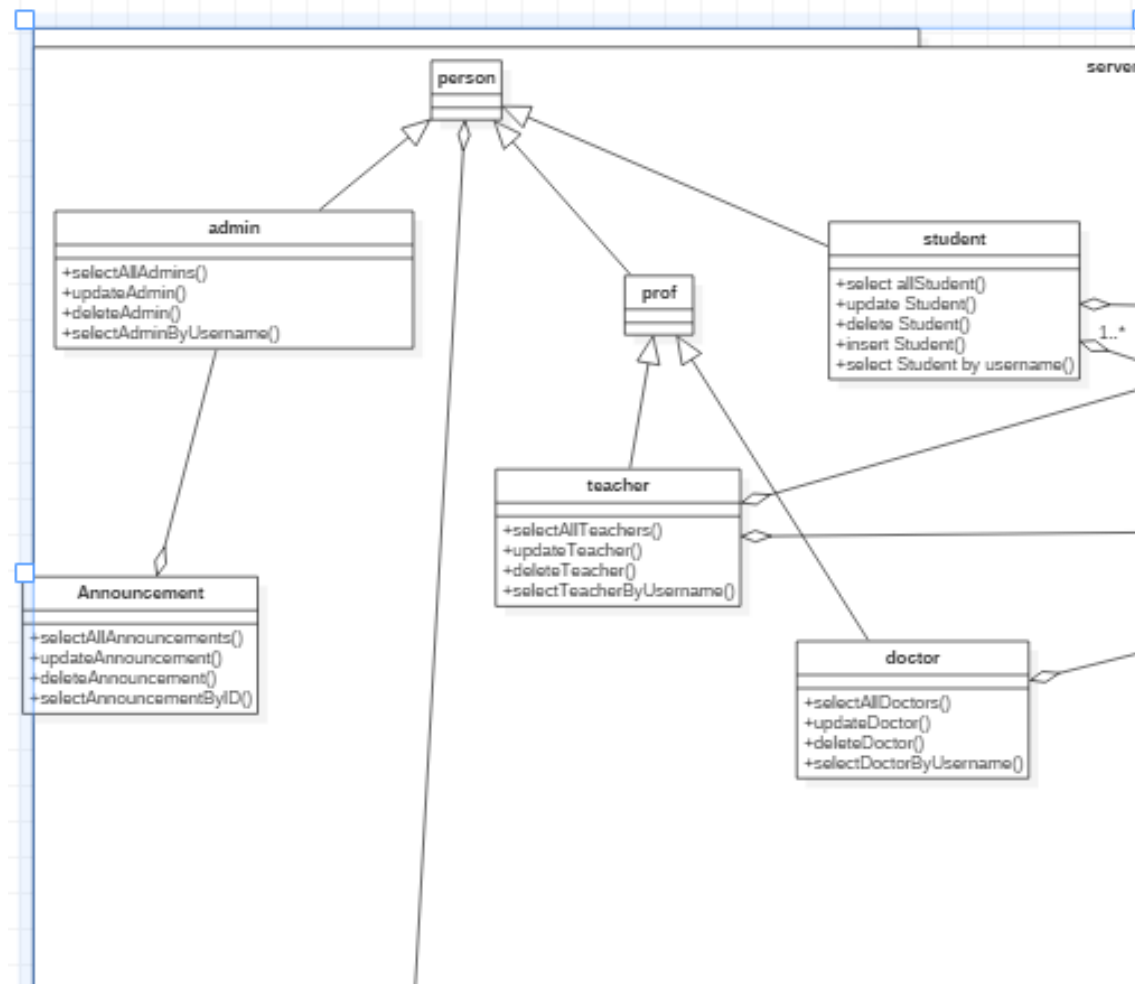 server
person
admin
+selectAllAdmins()
+updateAdmin()
+deleteAdmin()
+selectAdminByUsername()
student
+select allStudent()
+update Student()
+delete Student()
+insert Student()
+select Student by username()
1..*
prof
teacher
+selectAllTeachers()
+updateTeacher()
+deleteTeacher()
+selectTeacherByUsername()
Announcement
+selectAllAnnouncements()
+updateAnnouncement()
+deleteAnnouncement()
+selectAnnouncementByID()
doctor
+selectAllDoctors()
+updateDoctor()
+deleteDoctor()
+selectDoctorByUsername()